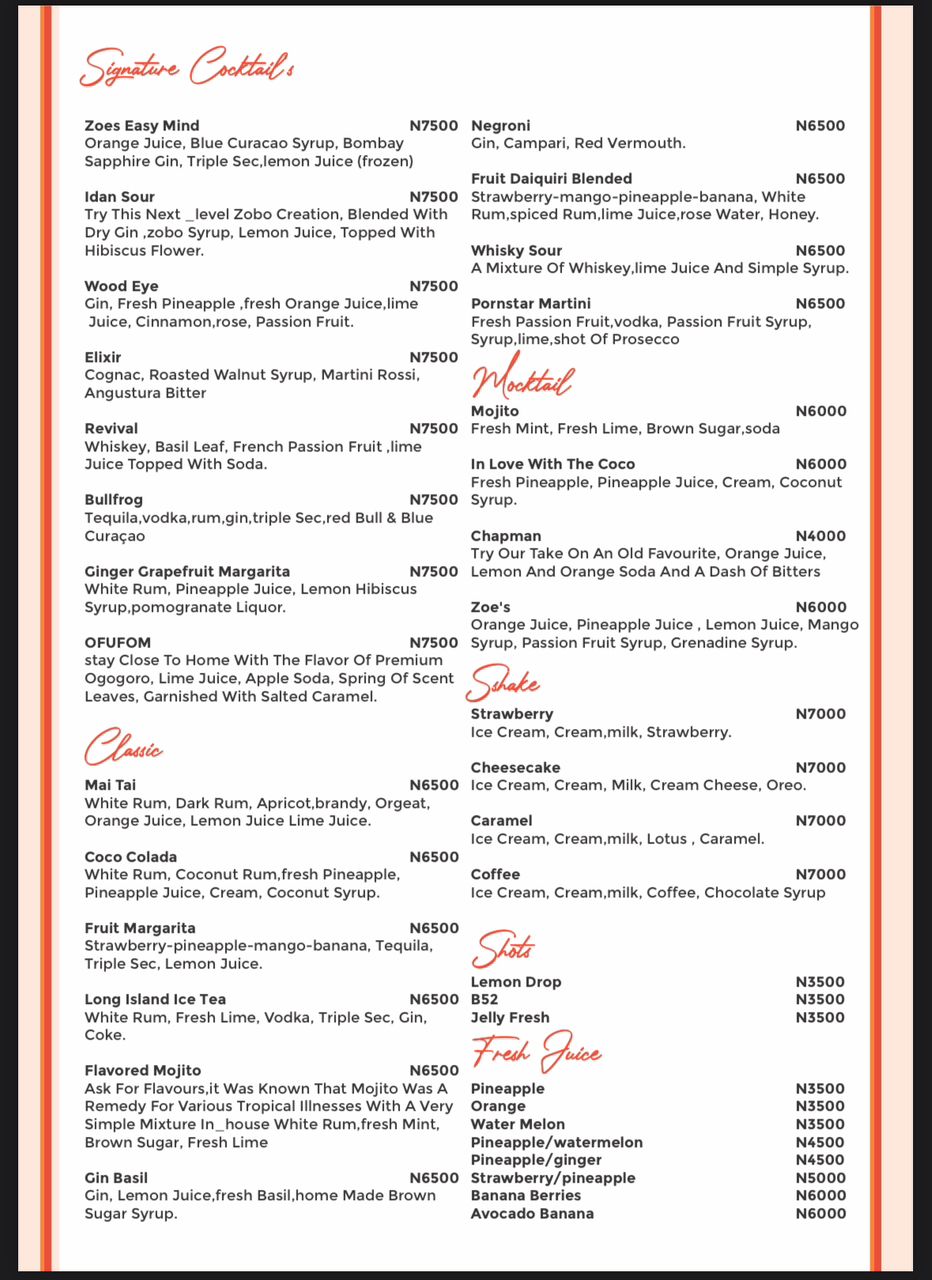 Signature Cocktails
Zoes Easy Mind N7500
Orange Juice, Blue Curacao Syrup, Bombay
Sapphire Gin, Triple Sec,lemon Juice (frozen)
Idan Sour N7500
Try This Next _level Zobo Creation, Blended With
Dry Gin ,zobo Syrup, Lemon Juice, Topped With
Hibiscus Flower.
Wood Eye N7500
Gin, Fresh Pineapple ,fresh Orange Juice,lime
Juice, Cinnamon,rose, Passion Fruit.
Elixir N7500
Cognac, Roasted Walnut Syrup, Martini Rossi,
Angustura Bitter
Revival N7500
Whiskey, Basil Leaf, French Passion Fruit ,lime
Juice Topped With Soda.
Bullfrog N7500
Tequila,vodka,rum,gin,triple Sec,red Bull & Blue
Curaçao
Ginger Grapefruit Margarita N7500
White Rum, Pineapple Juice, Lemon Hibiscus
Syrup,pomogranate Liquor.
OFUFOM N7500
stay Close To Home With The Flavor Of Premium
Ogogoro, Lime Juice, Apple Soda, Spring Of Scent
Leaves, Garnished With Salted Caramel.
Classic
Mai Tai N6500
White Rum, Dark Rum, Apricot,brandy, Orgeat,
Orange Juice, Lemon Juice Lime Juice.
Coco Colada N6500
White Rum, Coconut Rum,fresh Pineapple,
Pineapple Juice, Cream, Coconut Syrup.
Fruit Margarita N6500
Strawberry-pineapple-mango-banana, Tequila,
Triple Sec, Lemon Juice.
Long Island Ice Tea N6500
White Rum, Fresh Lime, Vodka, Triple Sec, Gin,
Coke.
Flavored Mojito N6500
Ask For Flavours,it Was Known That Mojito Was A
Remedy For Various Tropical Illnesses With A Very
Simple Mixture In_house White Rum,fresh Mint,
Brown Sugar, Fresh Lime
Gin Basil N6500
Gin, Lemon Juice,fresh Basil,home Made Brown
Sugar Syrup.
Negroni N6500
Gin, Campari, Red Vermouth.
Fruit Daiquiri Blended N6500
Strawberry-mango-pineapple-banana, White
Rum,spiced Rum,lime Juice,rose Water, Honey.
Whisky Sour N6500
A Mixture Of Whiskey,lime Juice And Simple Syrup.
Pornstar Martini N6500
Fresh Passion Fruit,vodka, Passion Fruit Syrup,
Syrup,lime,shot Of Prosecco
Mocktail
Mojito N6000
Fresh Mint, Fresh Lime, Brown Sugar,soda
In Love With The Coco N6000
Fresh Pineapple, Pineapple Juice, Cream, Coconut
Syrup.
Chapman N4000
Try Our Take On An Old Favourite, Orange Juice,
Lemon And Orange Soda And A Dash Of Bitters
Zoe's N6000
Orange Juice, Pineapple Juice , Lemon Juice, Mango
Syrup, Passion Fruit Syrup, Grenadine Syrup.
Sshake
Strawberry N7000
Ice Cream, Cream,milk, Strawberry.
Cheesecake N7000
Ice Cream, Cream, Milk, Cream Cheese, Oreo.
Caramel N7000
Ice Cream, Cream,milk, Lotus , Caramel.
Coffee N7000
Ice Cream, Cream,milk, Coffee, Chocolate Syrup
Shots
Lemon Drop N3500
B52 N3500
Jelly Fresh N3500
Fresh Juice
Pineapple N3500
Orange N3500
Water Melon N3500
Pineapple/watermelon N4500
Pineapple/ginger N4500
Strawberry/pineapple N5000
Banana Berries N6000
Avocado Banana N6000